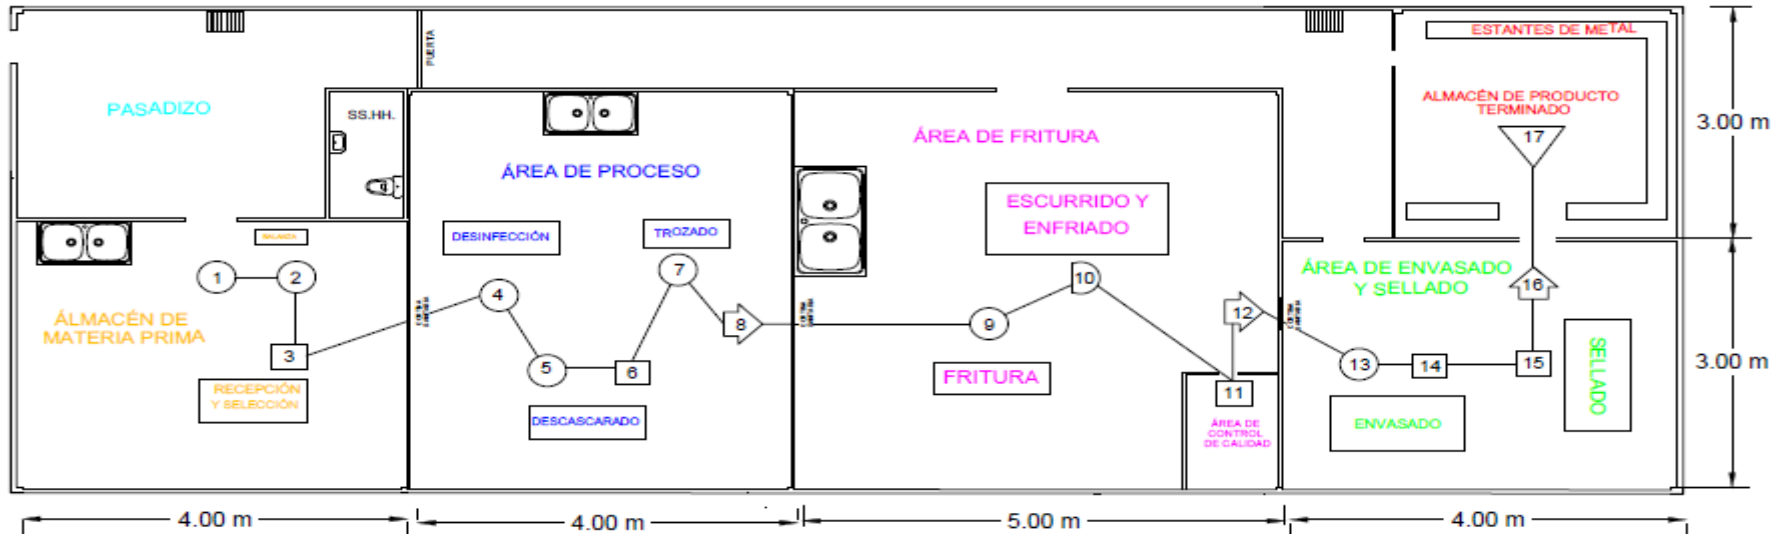 ESTANTES DE METAL
PUERTA
PASADIZO
SS.HH.
ÁREA DE PROCESO
ÁREA DE FRITURA
ALMACÉN DE PRODUCTO
TERMINADO
17
3.00 m
DESINFECCIÓN
TROZADO
ESCURRIDO Y
ENFRIADO
BALANZA
1
2
4
7
10
ÁREA DE ENVASADO
Y SELLADO
16
ÁLMACÉN DE
MATERIA PRIMA
3
8
9
12
5
6
13
14
15
3.00 m
RECEPCIÓN
Y SELECCIÓN
FRITURA
11
SELLADO
DESCASCARADO
ÁREA DE
CONTROL
DE CALIDAD
ENVASADO
4.00 m
4.00 m
5.00 m
4.00 m